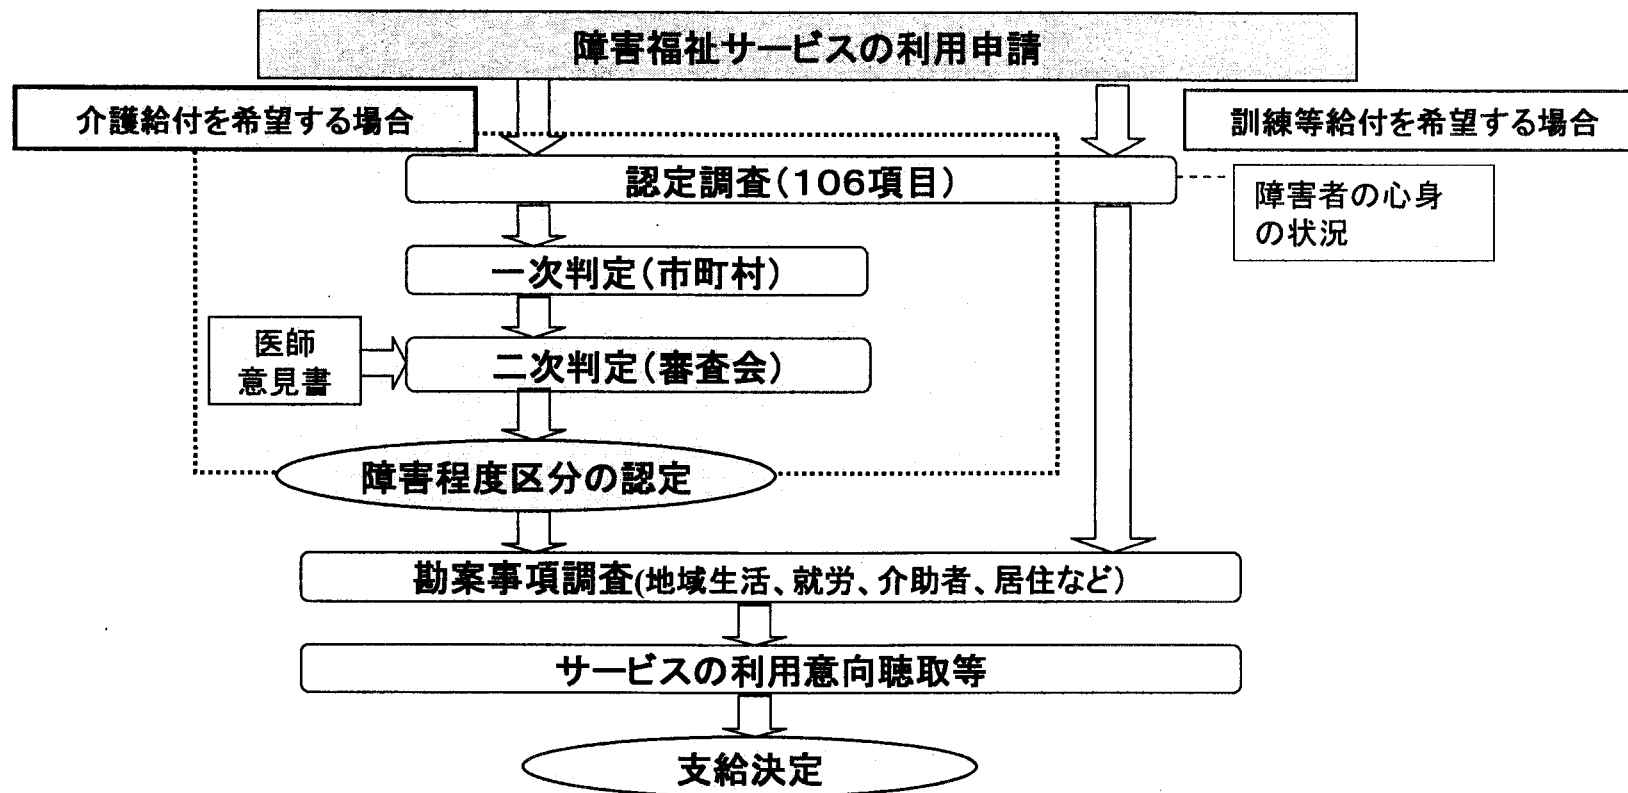 障害福祉サービスの利用申請
介護給付を希望する場合
訓練等給付を希望する場合
認定調査(106項目)
障害者の心身
の状況
一次判定(市町村)
医師
意見書
二次判定(審査会)
障害程度区分の認定
勘案事項調査(地域生活、就労、介助者、居住など)
サービスの利用意向聴取等
支給決定